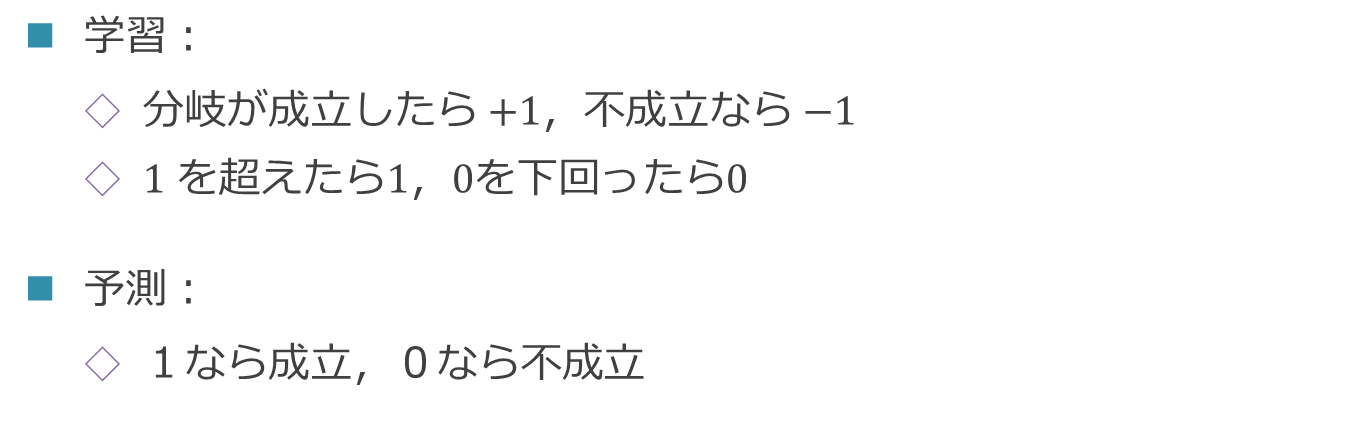 ■ 学習：
◇ 分岐が成立したら +1，不成立なら −1
◇ 1 を超えたら1，0を下回ったら0
■ 予測：
◇ １なら成立，０なら不成立